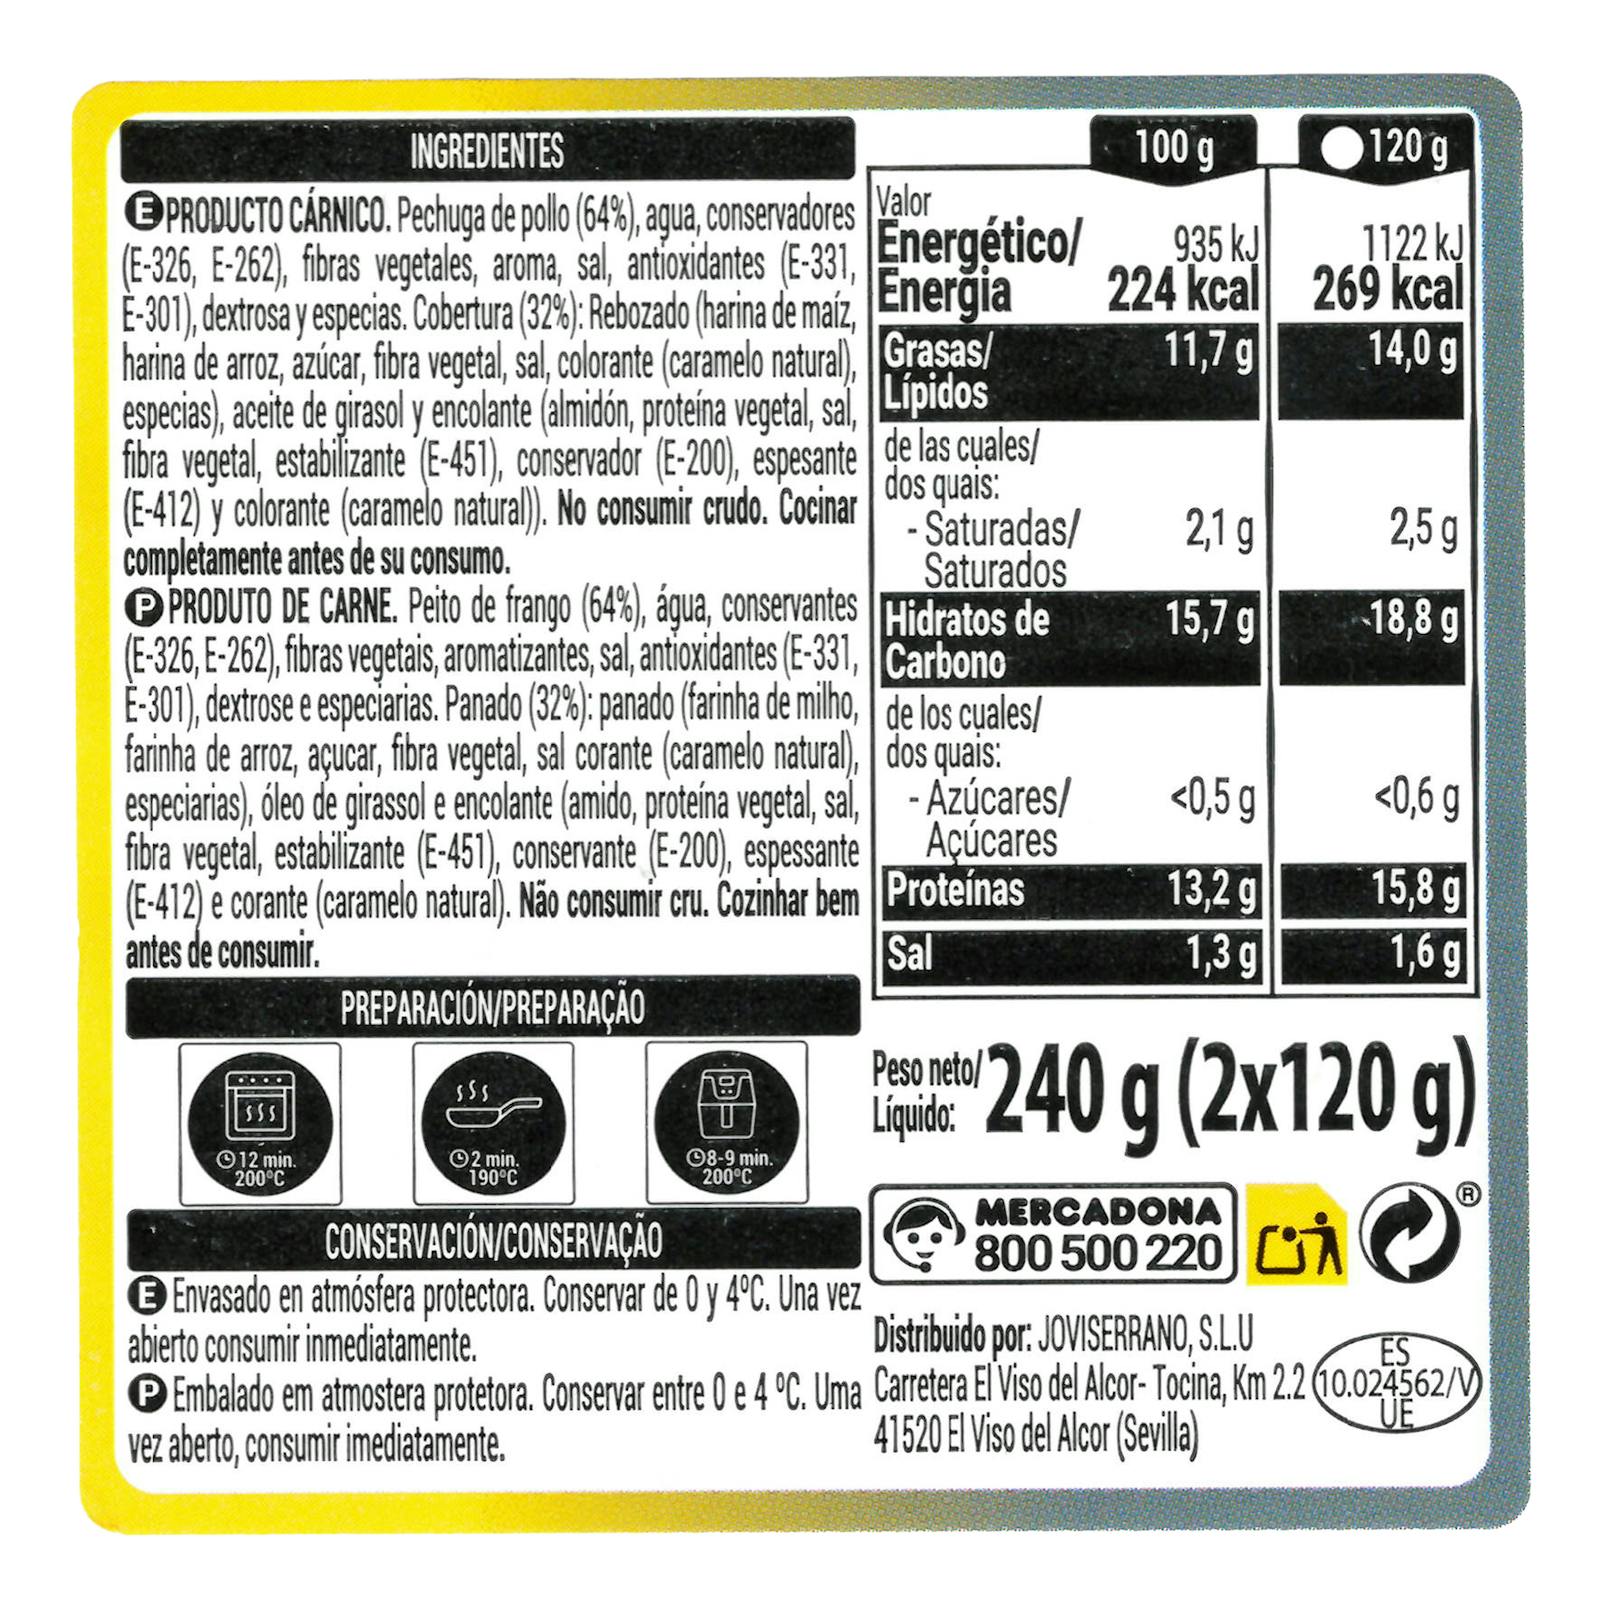 INGREDIENTES
E PRODUCTO CÁRNICO. Pechuga de pollo (64%), agua, conservadores
(E-326, E-262), fibras vegetales, aroma, sal, antioxidantes (E-331,
E-301), dextrosa y especias. Cobertura (32%): Rebozado (harina de maíz,
harina de arroz, azúcar, fibra vegetal, sal, colorante (caramelo natural),
especias), aceite de girasol y encolante (almidón, proteína vegetal, sal,
fibra vegetal, estabilizante (E-451), conservador (E-200), espesante
(E-412) y colorante (caramelo natural)). No consumir crudo. Cocinar
completamente antes de su consumo.
P PRODUTO DE CARNE. Peito de frango (64%), água, conservantes
(E-326, E-262), fibras vegetais, aromatizantes, sal, antioxidantes (E-331,
E-301), dextrose e especiarias. Panado (32%): panado (farinha de milho,
farinha de arroz, açucar, fibra vegetal, sal corante (caramelo natural),
especiarias), óleo de girassol e encolante (amido, proteína vegetal, sal,
fibra vegetal, estabilizante (E-451), conservante (E-200), espessante
(E-412) e corante (caramelo natural). Não consumir cru. Cozinhar bem
antes de consumir.
PREPARACIÓN/PREPARAÇÃO
12 min.
200ºC
2 min.
190ºC
8-9 min.
200ºC
CONSERVACIÓN/CONSERVAÇÃO
E Envasado en atmósfera protectora. Conservar de 0 y 4ºC. Una vez
abierto consumir inmediatamente.
P Embalado em atmostera protetora. Conservar entre 0 e 4 ºC. Uma
vez aberto, consumir imediatamente.
100 g 120 g
Valor
Energético/ 935 kJ 1122 kJ
Energia 224 kcal 269 kcal
Grasas/ 11,7 g 14,0 g
Lípidos
de las cuales/
dos quais:
- Saturadas/ 2,1 g 2,5 g
Saturados
Hidratos de 15,7 g 18,8 g
Carbono
de los cuales/
dos quais:
- Azúcares/ <0,5 g <0,6 g
Açúcares
Proteínas 13,2 g 15,8 g
Sal 1,3 g 1,6 g
Peso neto/ 240 g (2x120 g)
Líquido:
MERCADONA
800 500 220
®
Distribuido por: JOVISERRANO, S.L.U
Carretera El Viso del Alcor- Tocina, Km 2.2
41520 El Viso del Alcor (Sevilla)
ES
10.024562/V
UE